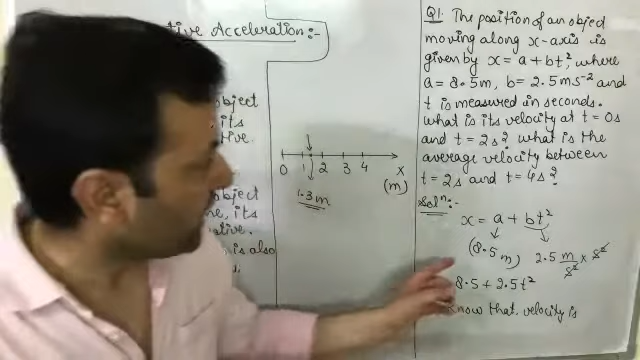 tive Acceleration:-
object
its
tive.
object
its
tive.
is also
0 1 2 3 4 x
(m)
1.3m
Q1. The position of an object
moving along x-axis is
given by x = a + bt², where
a = 8.5m, b = 2.5ms⁻² and
t is measured in seconds.
What is its velocity at t = 0s
and t = 2s? what is the
average velocity between
t = 2s and t = 4s?
Solⁿ:-
x = a + bt²
(8.5m) 2.5 m/s² × s²
8.5 + 2.5t²
know that, velocity is